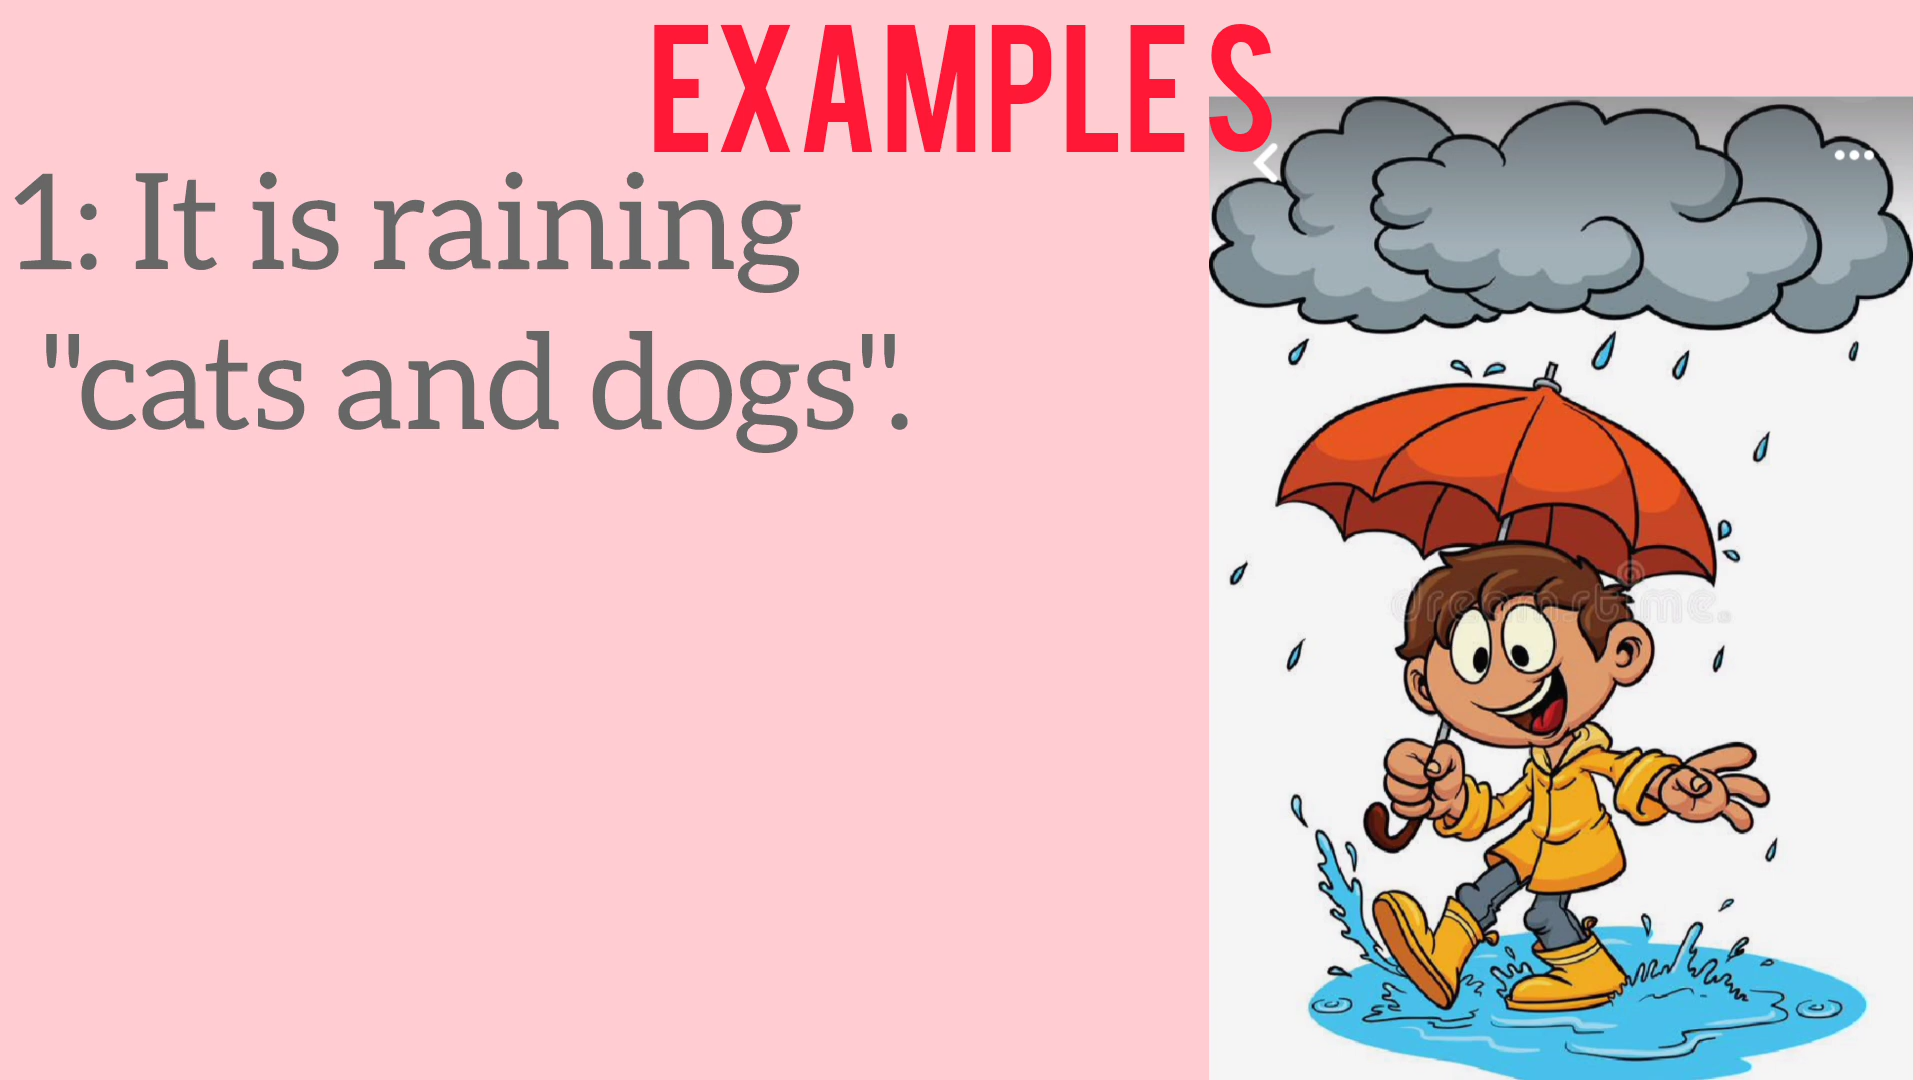 EXAMPLES
1: It is raining
"cats and dogs".
dreamstime.